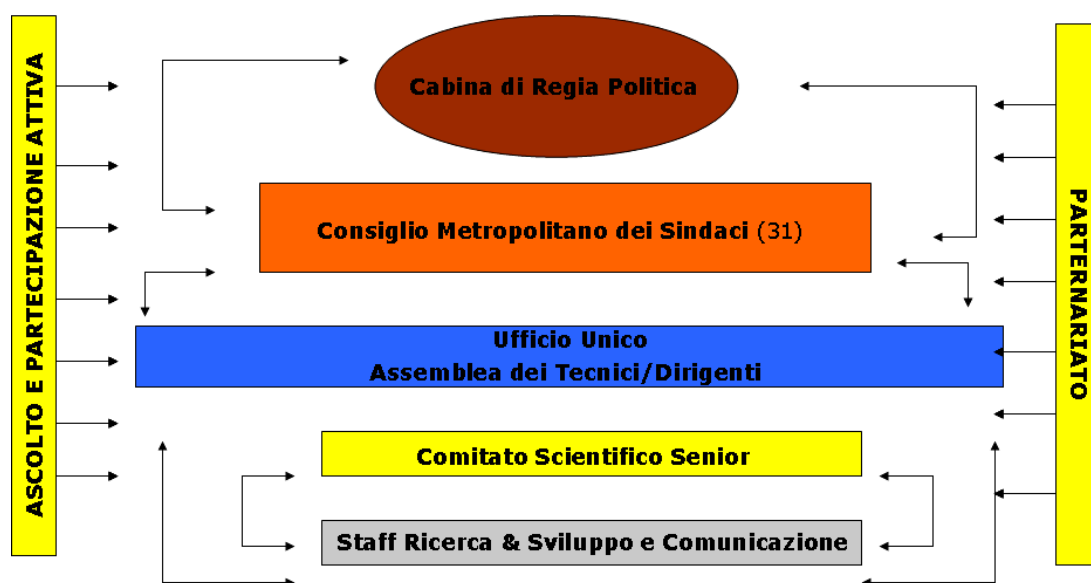 ASCOLTO E PARTECIPAZIONE ATTIVA
Cabina di Regia Politica
Consiglio Metropolitano dei Sindaci (31)
Ufficio Unico
Assemblea dei Tecnici/Dirigenti
Comitato Scientifico Senior
Staff Ricerca & Sviluppo e Comunicazione
PARTERNARIATO